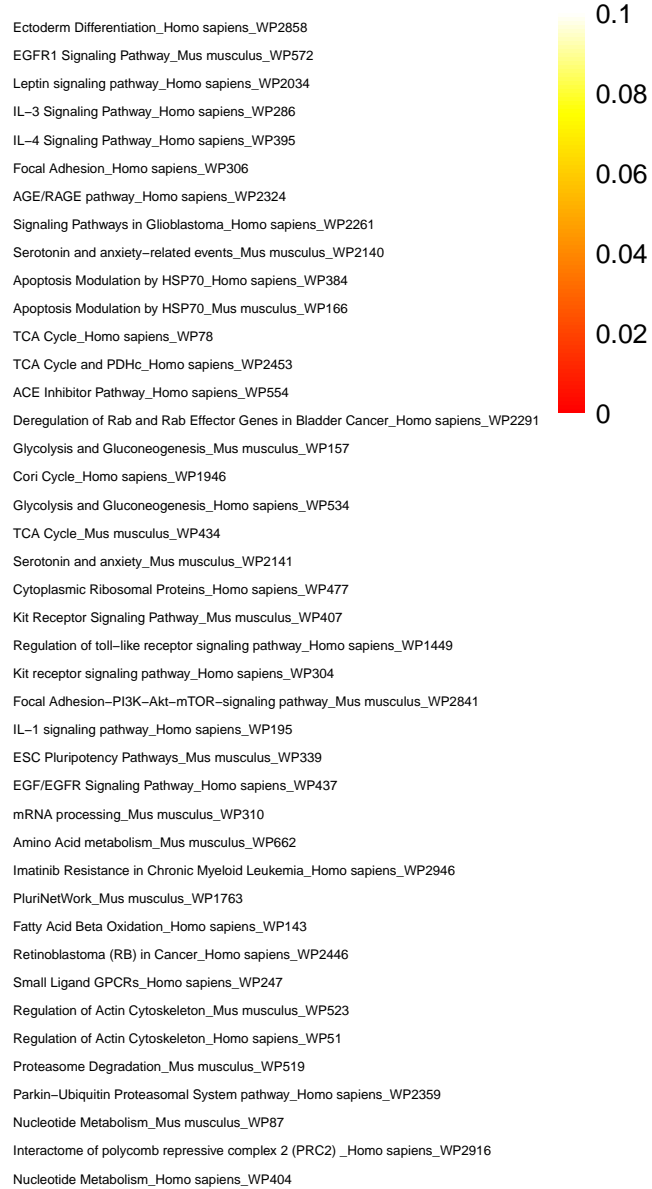 Ectoderm Differentiation_Homo sapiens_WP2858
EGFR1 Signaling Pathway_Mus musculus_WP572
Leptin signaling pathway_Homo sapiens_WP2034
IL−3 Signaling Pathway_Homo sapiens_WP286
IL−4 Signaling Pathway_Homo sapiens_WP395
Focal Adhesion_Homo sapiens_WP306
AGE/RAGE pathway_Homo sapiens_WP2324
Signaling Pathways in Glioblastoma_Homo sapiens_WP2261
Serotonin and anxiety−related events_Mus musculus_WP2140
Apoptosis Modulation by HSP70_Homo sapiens_WP384
Apoptosis Modulation by HSP70_Mus musculus_WP166
TCA Cycle_Homo sapiens_WP78
TCA Cycle and PDHc_Homo sapiens_WP2453
ACE Inhibitor Pathway_Homo sapiens_WP554
Deregulation of Rab and Rab Effector Genes in Bladder Cancer_Homo sapiens_WP2291
Glycolysis and Gluconeogenesis_Mus musculus_WP157
Cori Cycle_Homo sapiens_WP1946
Glycolysis and Gluconeogenesis_Homo sapiens_WP534
TCA Cycle_Mus musculus_WP434
Serotonin and anxiety_Mus musculus_WP2141
Cytoplasmic Ribosomal Proteins_Homo sapiens_WP477
Kit Receptor Signaling Pathway_Mus musculus_WP407
Regulation of toll−like receptor signaling pathway_Homo sapiens_WP1449
Kit receptor signaling pathway_Homo sapiens_WP304
Focal Adhesion−PI3K−Akt−mTOR−signaling pathway_Mus musculus_WP2841
IL−1 signaling pathway_Homo sapiens_WP195
ESC Pluripotency Pathways_Mus musculus_WP339
EGF/EGFR Signaling Pathway_Homo sapiens_WP437
mRNA processing_Mus musculus_WP310
Amino Acid metabolism_Mus musculus_WP662
Imatinib Resistance in Chronic Myeloid Leukemia_Homo sapiens_WP2946
PluriNetWork_Mus musculus_WP1763
Fatty Acid Beta Oxidation_Homo sapiens_WP143
Retinoblastoma (RB) in Cancer_Homo sapiens_WP2446
Small Ligand GPCRs_Homo sapiens_WP247
Regulation of Actin Cytoskeleton_Mus musculus_WP523
Regulation of Actin Cytoskeleton_Homo sapiens_WP51
Proteasome Degradation_Mus musculus_WP519
Parkin−Ubiquitin Proteasomal System pathway_Homo sapiens_WP2359
Nucleotide Metabolism_Mus musculus_WP87
Interactome of polycomb repressive complex 2 (PRC2) _Homo sapiens_WP2916
Nucleotide Metabolism_Homo sapiens_WP404
0.1
0.08
0.06
0.04
0.02
0